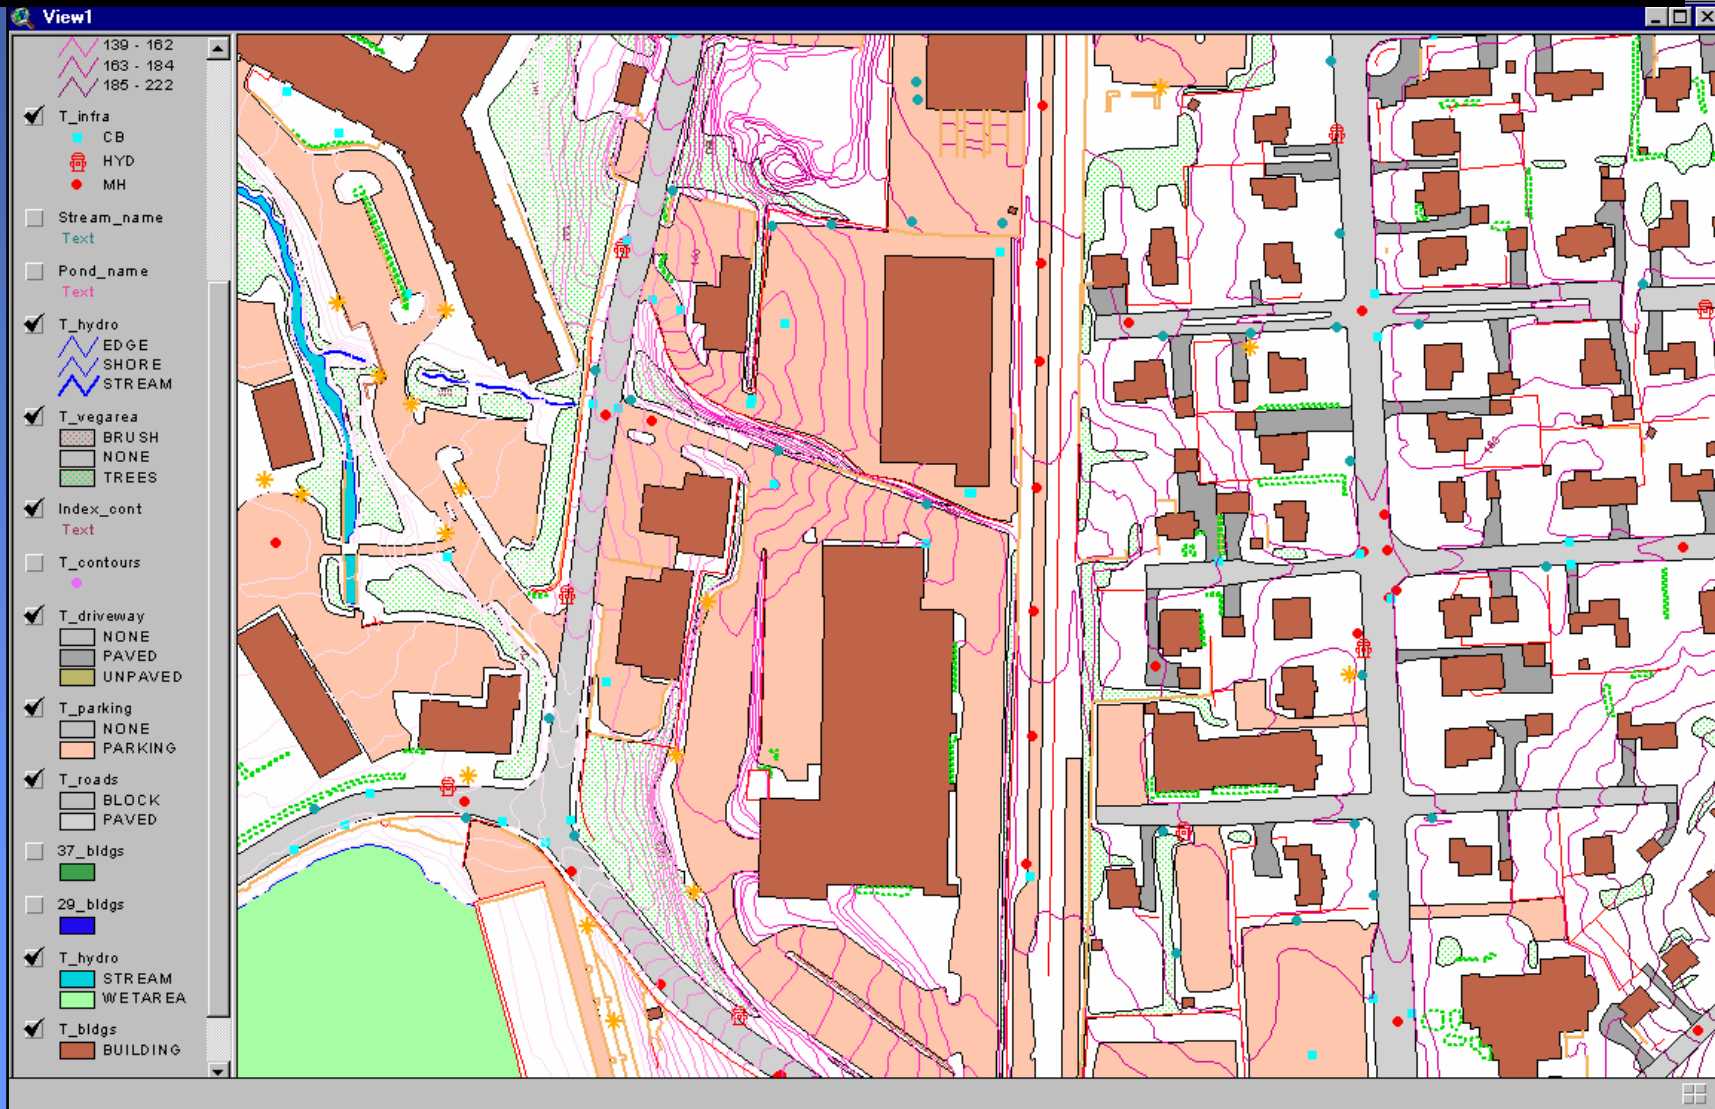 View1
139 - 162
163 - 184
185 - 222
T_infra
CB
HYD
MH
Stream_name
Text
Pond_name
Text
T_hydro
EDGE
SHORE
STREAM
T_vegarea
BRUSH
NONE
TREES
Index_cont
Text
T_contours
T_driveway
NONE
PAVED
UNPAVED
T_parking
NONE
PARKING
T_roads
BLOCK
PAVED
37_bldgs
29_bldgs
T_hydro
STREAM
WETAREA
T_bldgs
BUILDING